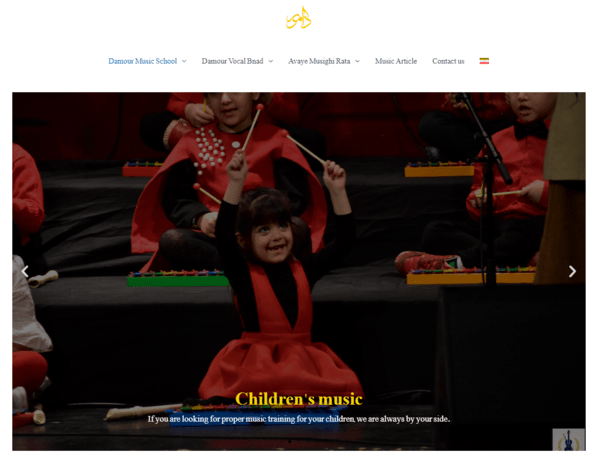 Damour Music School
Damour Vocal Bnad
Avaye Musighi Rata
Music Article
Contact us
Children's music
If you are looking for proper music training for your children, we are always by your side.